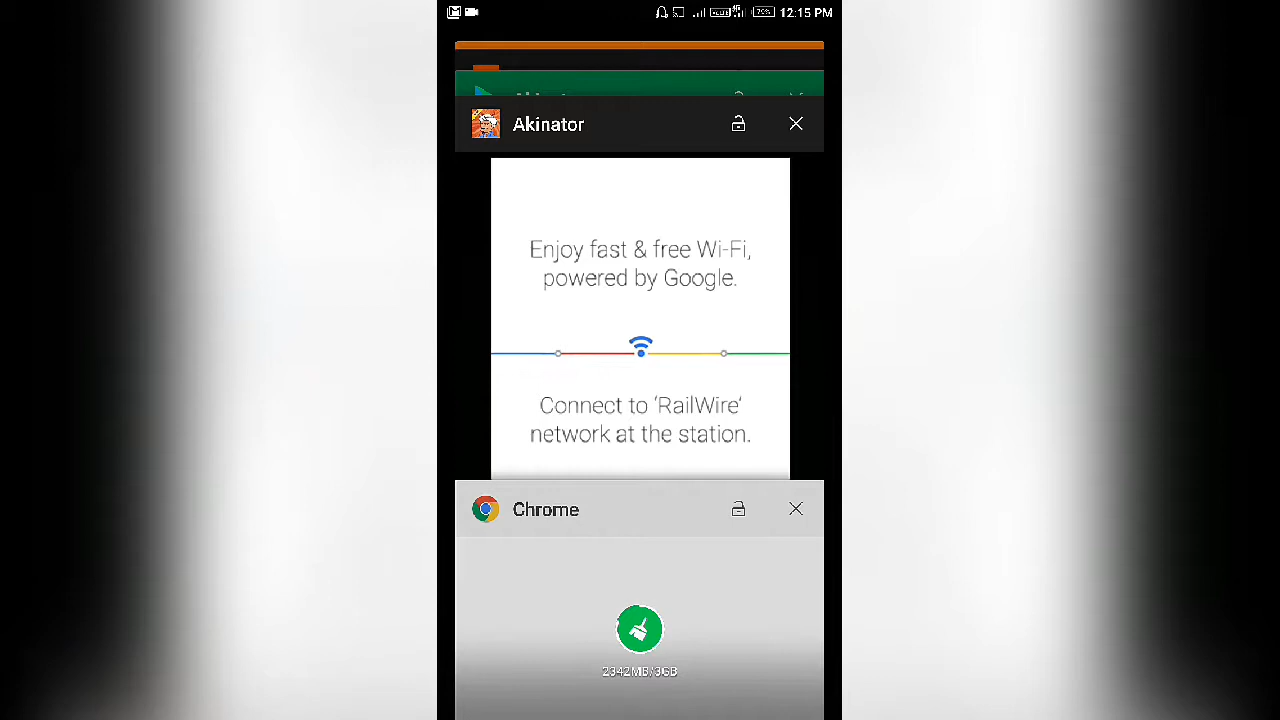 12:15 PM
Akinator
Enjoy fast & free Wi-Fi,
powered by Google.
Connect to ‘RailWire’
network at the station.
Chrome
2342MB/3GB